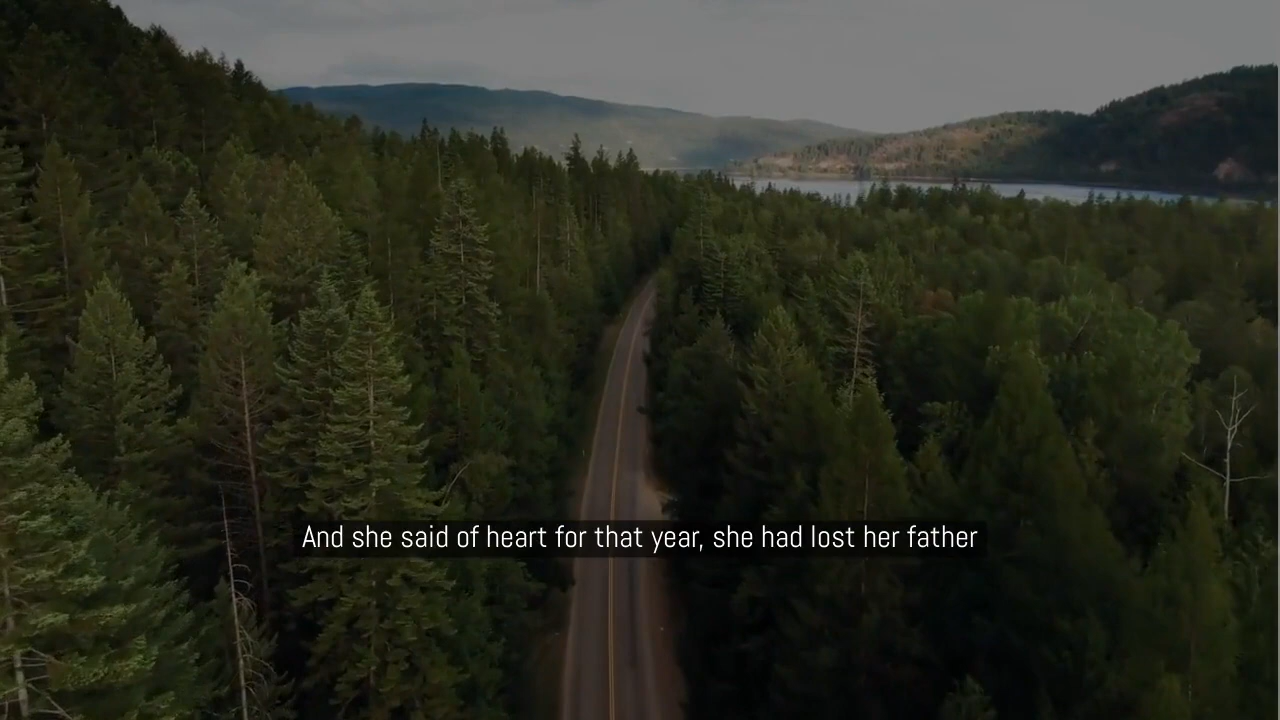 And she said of heart for that year, she had lost her father